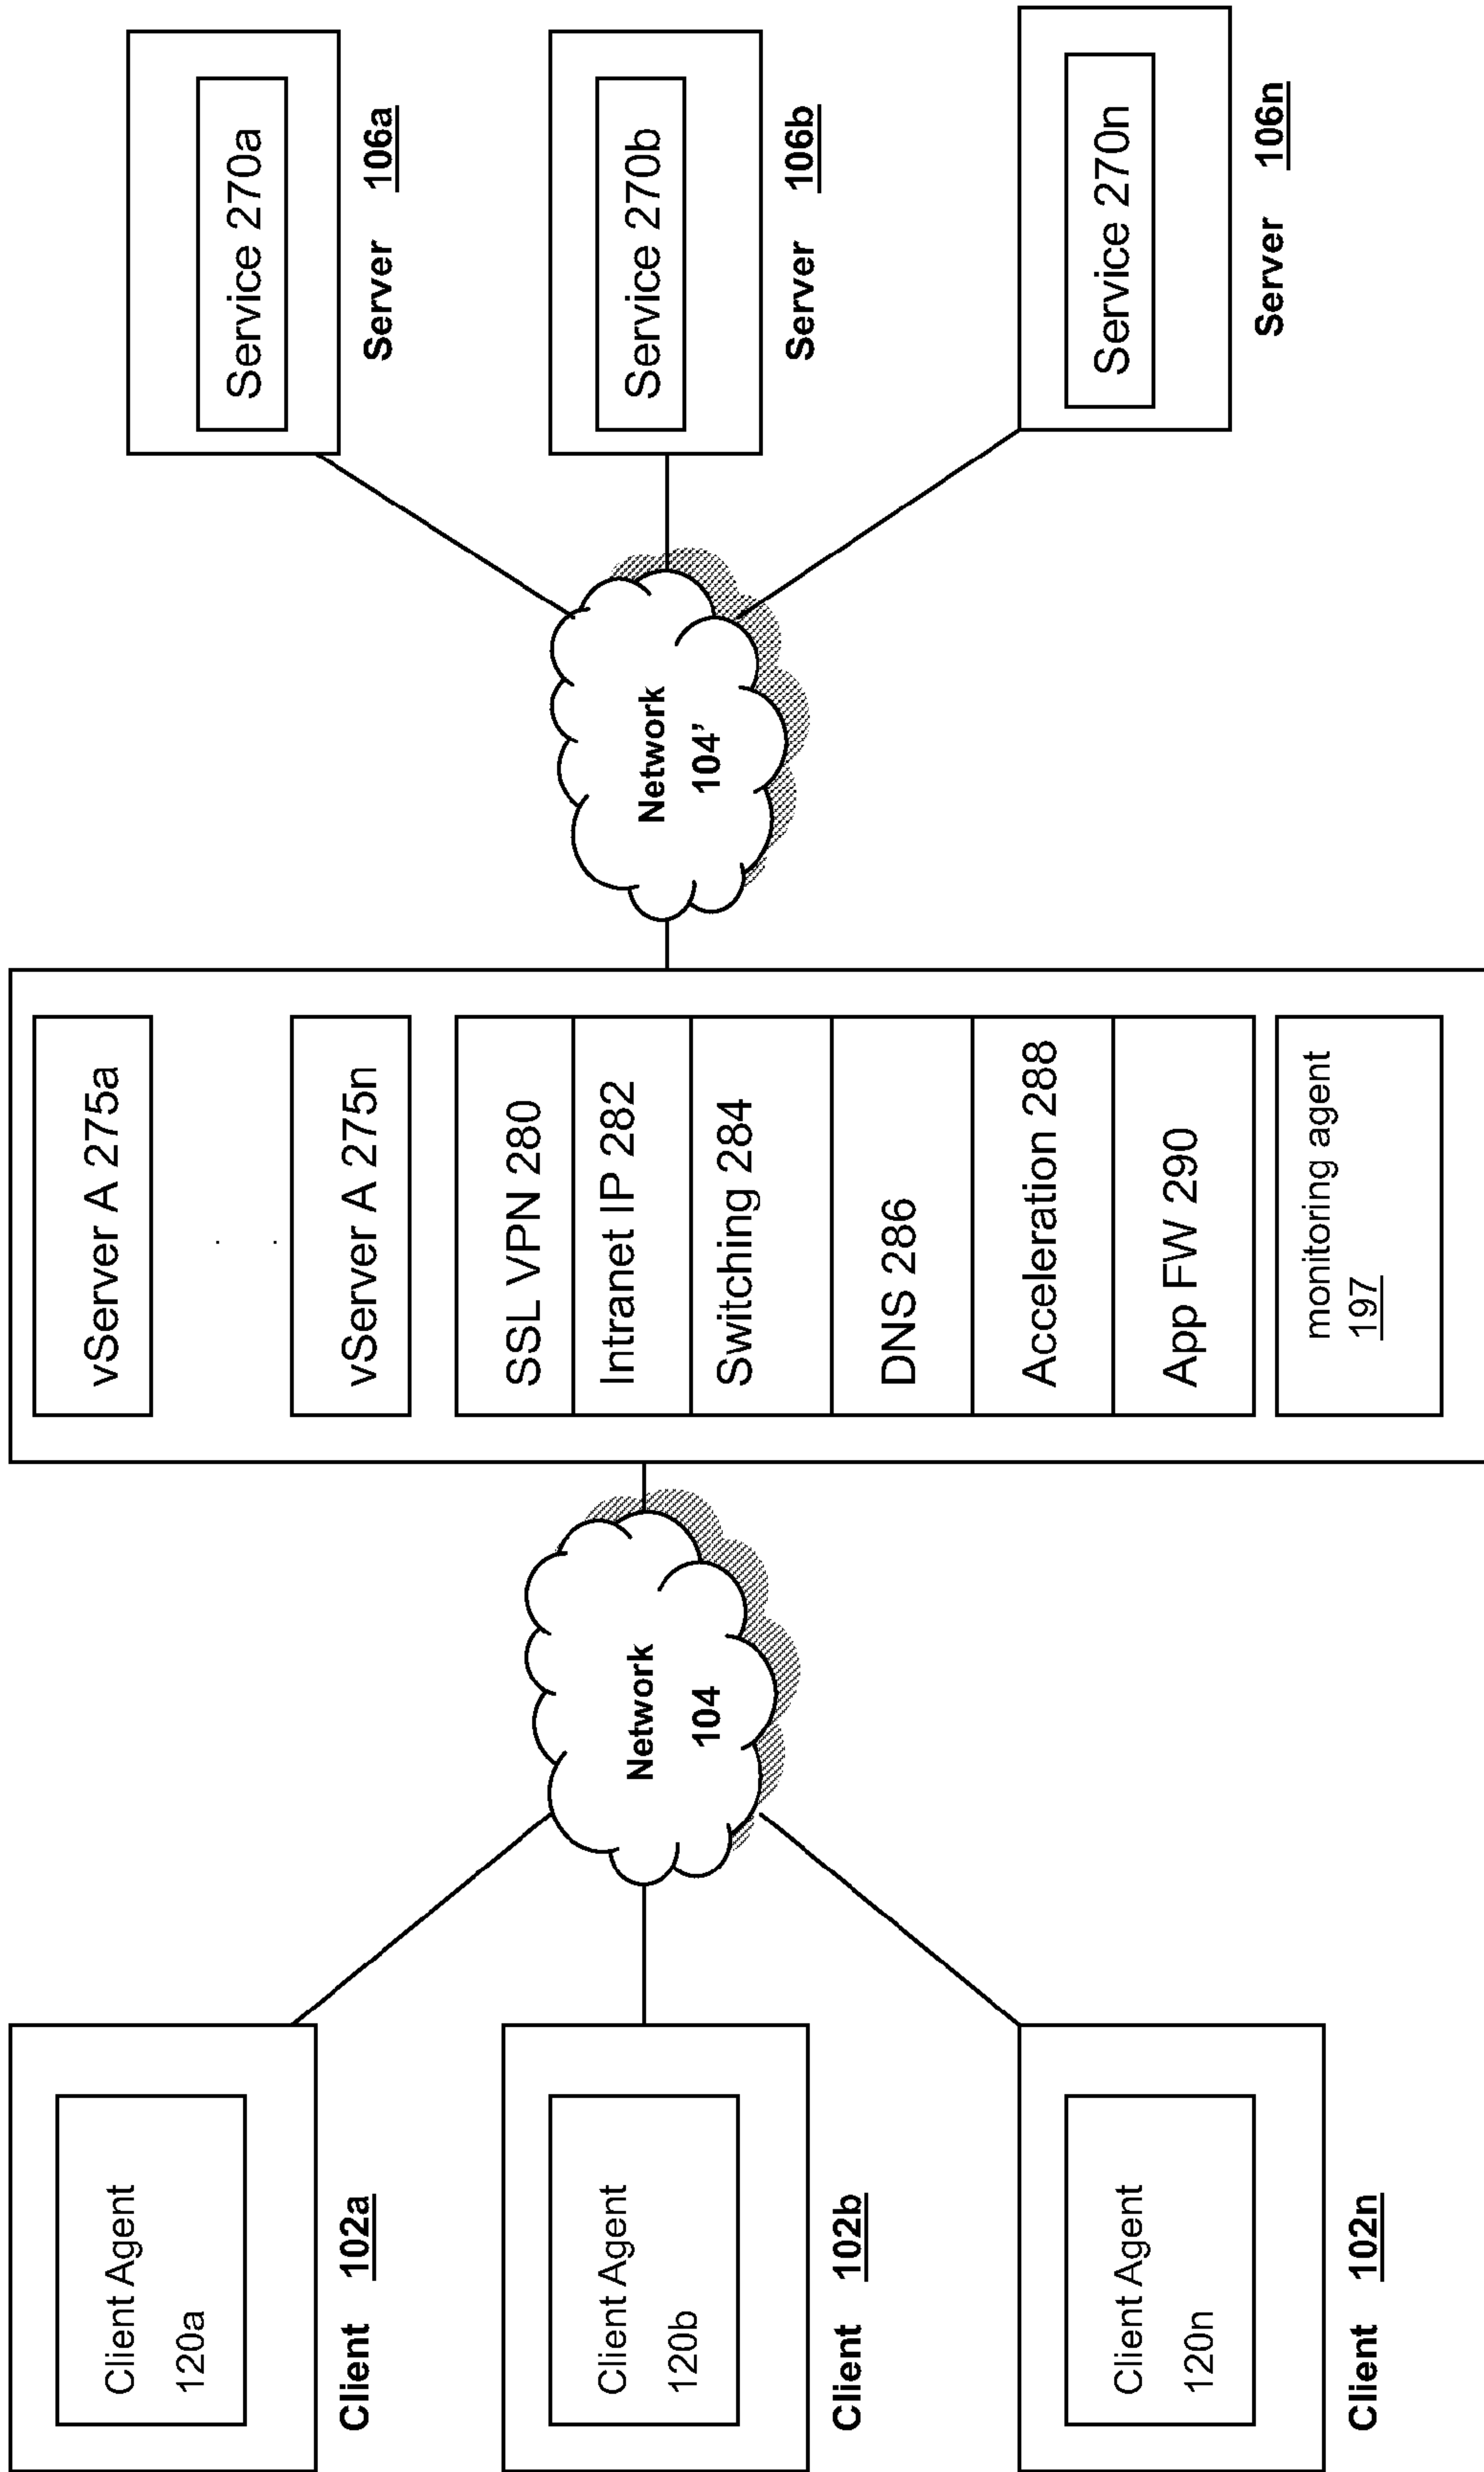 Client Agent
120a
Client 102a
Client Agent
120b
Client 102b
Client Agent
120n
Client 102n
Network
104
vServer A 275a
.
.
vServer A 275n
SSL VPN 280
Intranet IP 282
Switching 284
DNS 286
Acceleration 288
App FW 290
monitoring agent
197
Network
104'
Service 270a
Server 106a
Service 270b
Server 106b
Service 270n
Server 106n